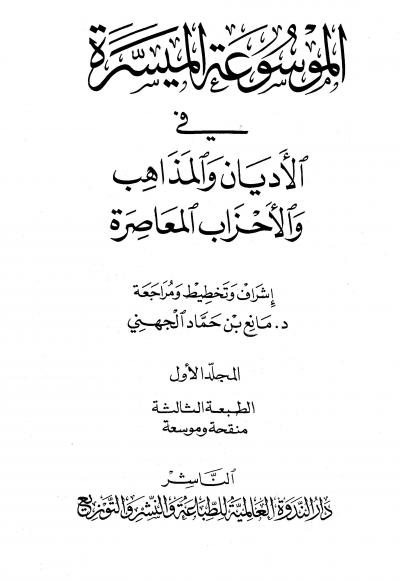 الموسوعة الميسرة
في
الأديان والمذاهب
والأحزاب المعاصرة
إشراف وتخطيط ومراجعة
د. مانع بن حماد الجهني
المجلد الأول
الطبعة الثالثة
منقحة وموسعة
الناشر
دار الندوة العالمية للطباعة والنشر والتوزيع